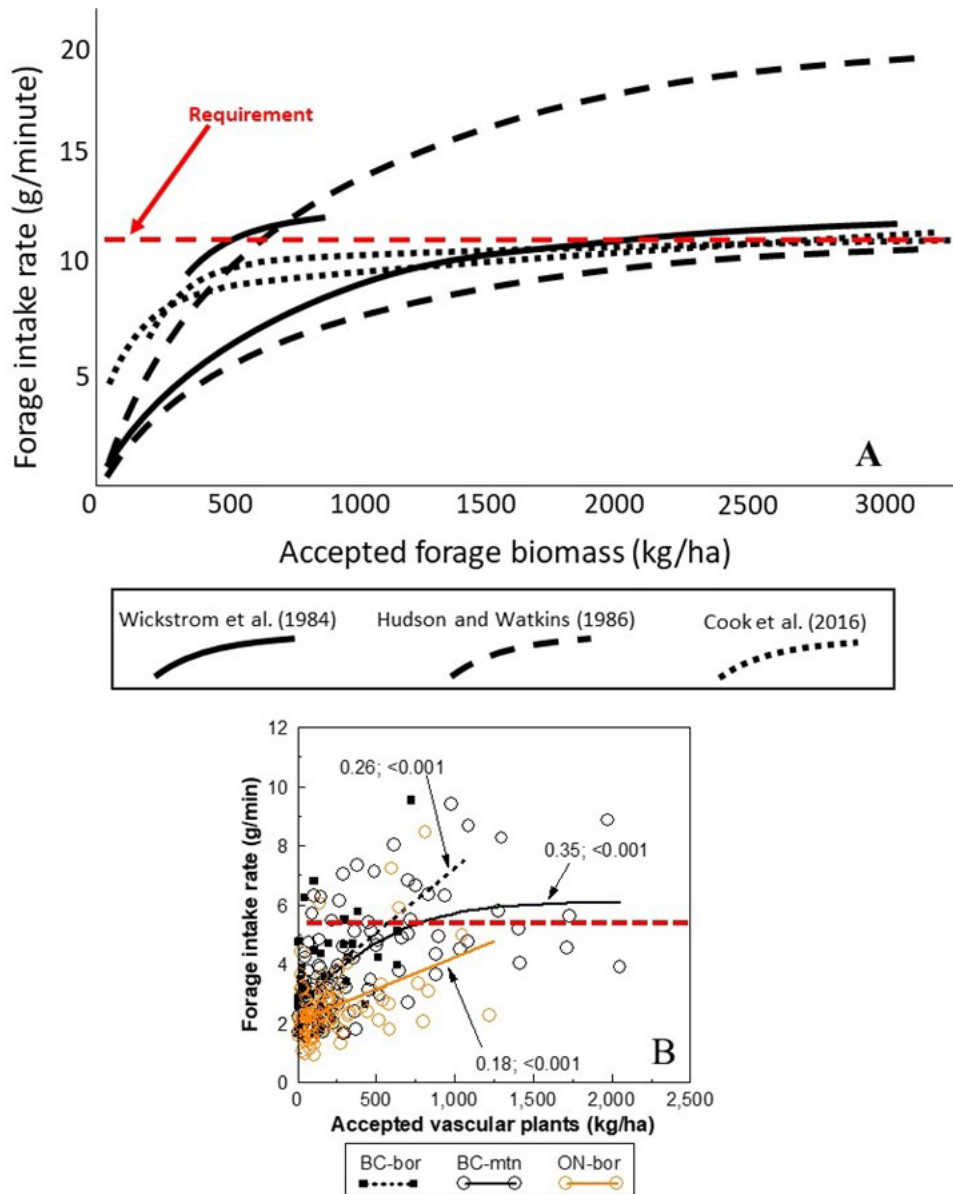 20
Requirement
15
10
5
Forage intake rate (g/minute)
A
0 500 1000 1500 2000 2500 3000
Accepted forage biomass (kg/ha)
Wickstrom et al. (1984) Hudson and Watkins (1986) Cook et al. (2016)
12
0.26; <0.001
10
0.35; <0.001
8
6
4
2
0
Forage intake rate (g/min)
B
0.18; <0.001
0 500 1,000 1,500 2,000 2,500
Accepted vascular plants (kg/ha)
BC-bor BC-mtn ON-bor